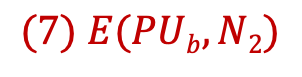 (7) E(PU_b, N_2)